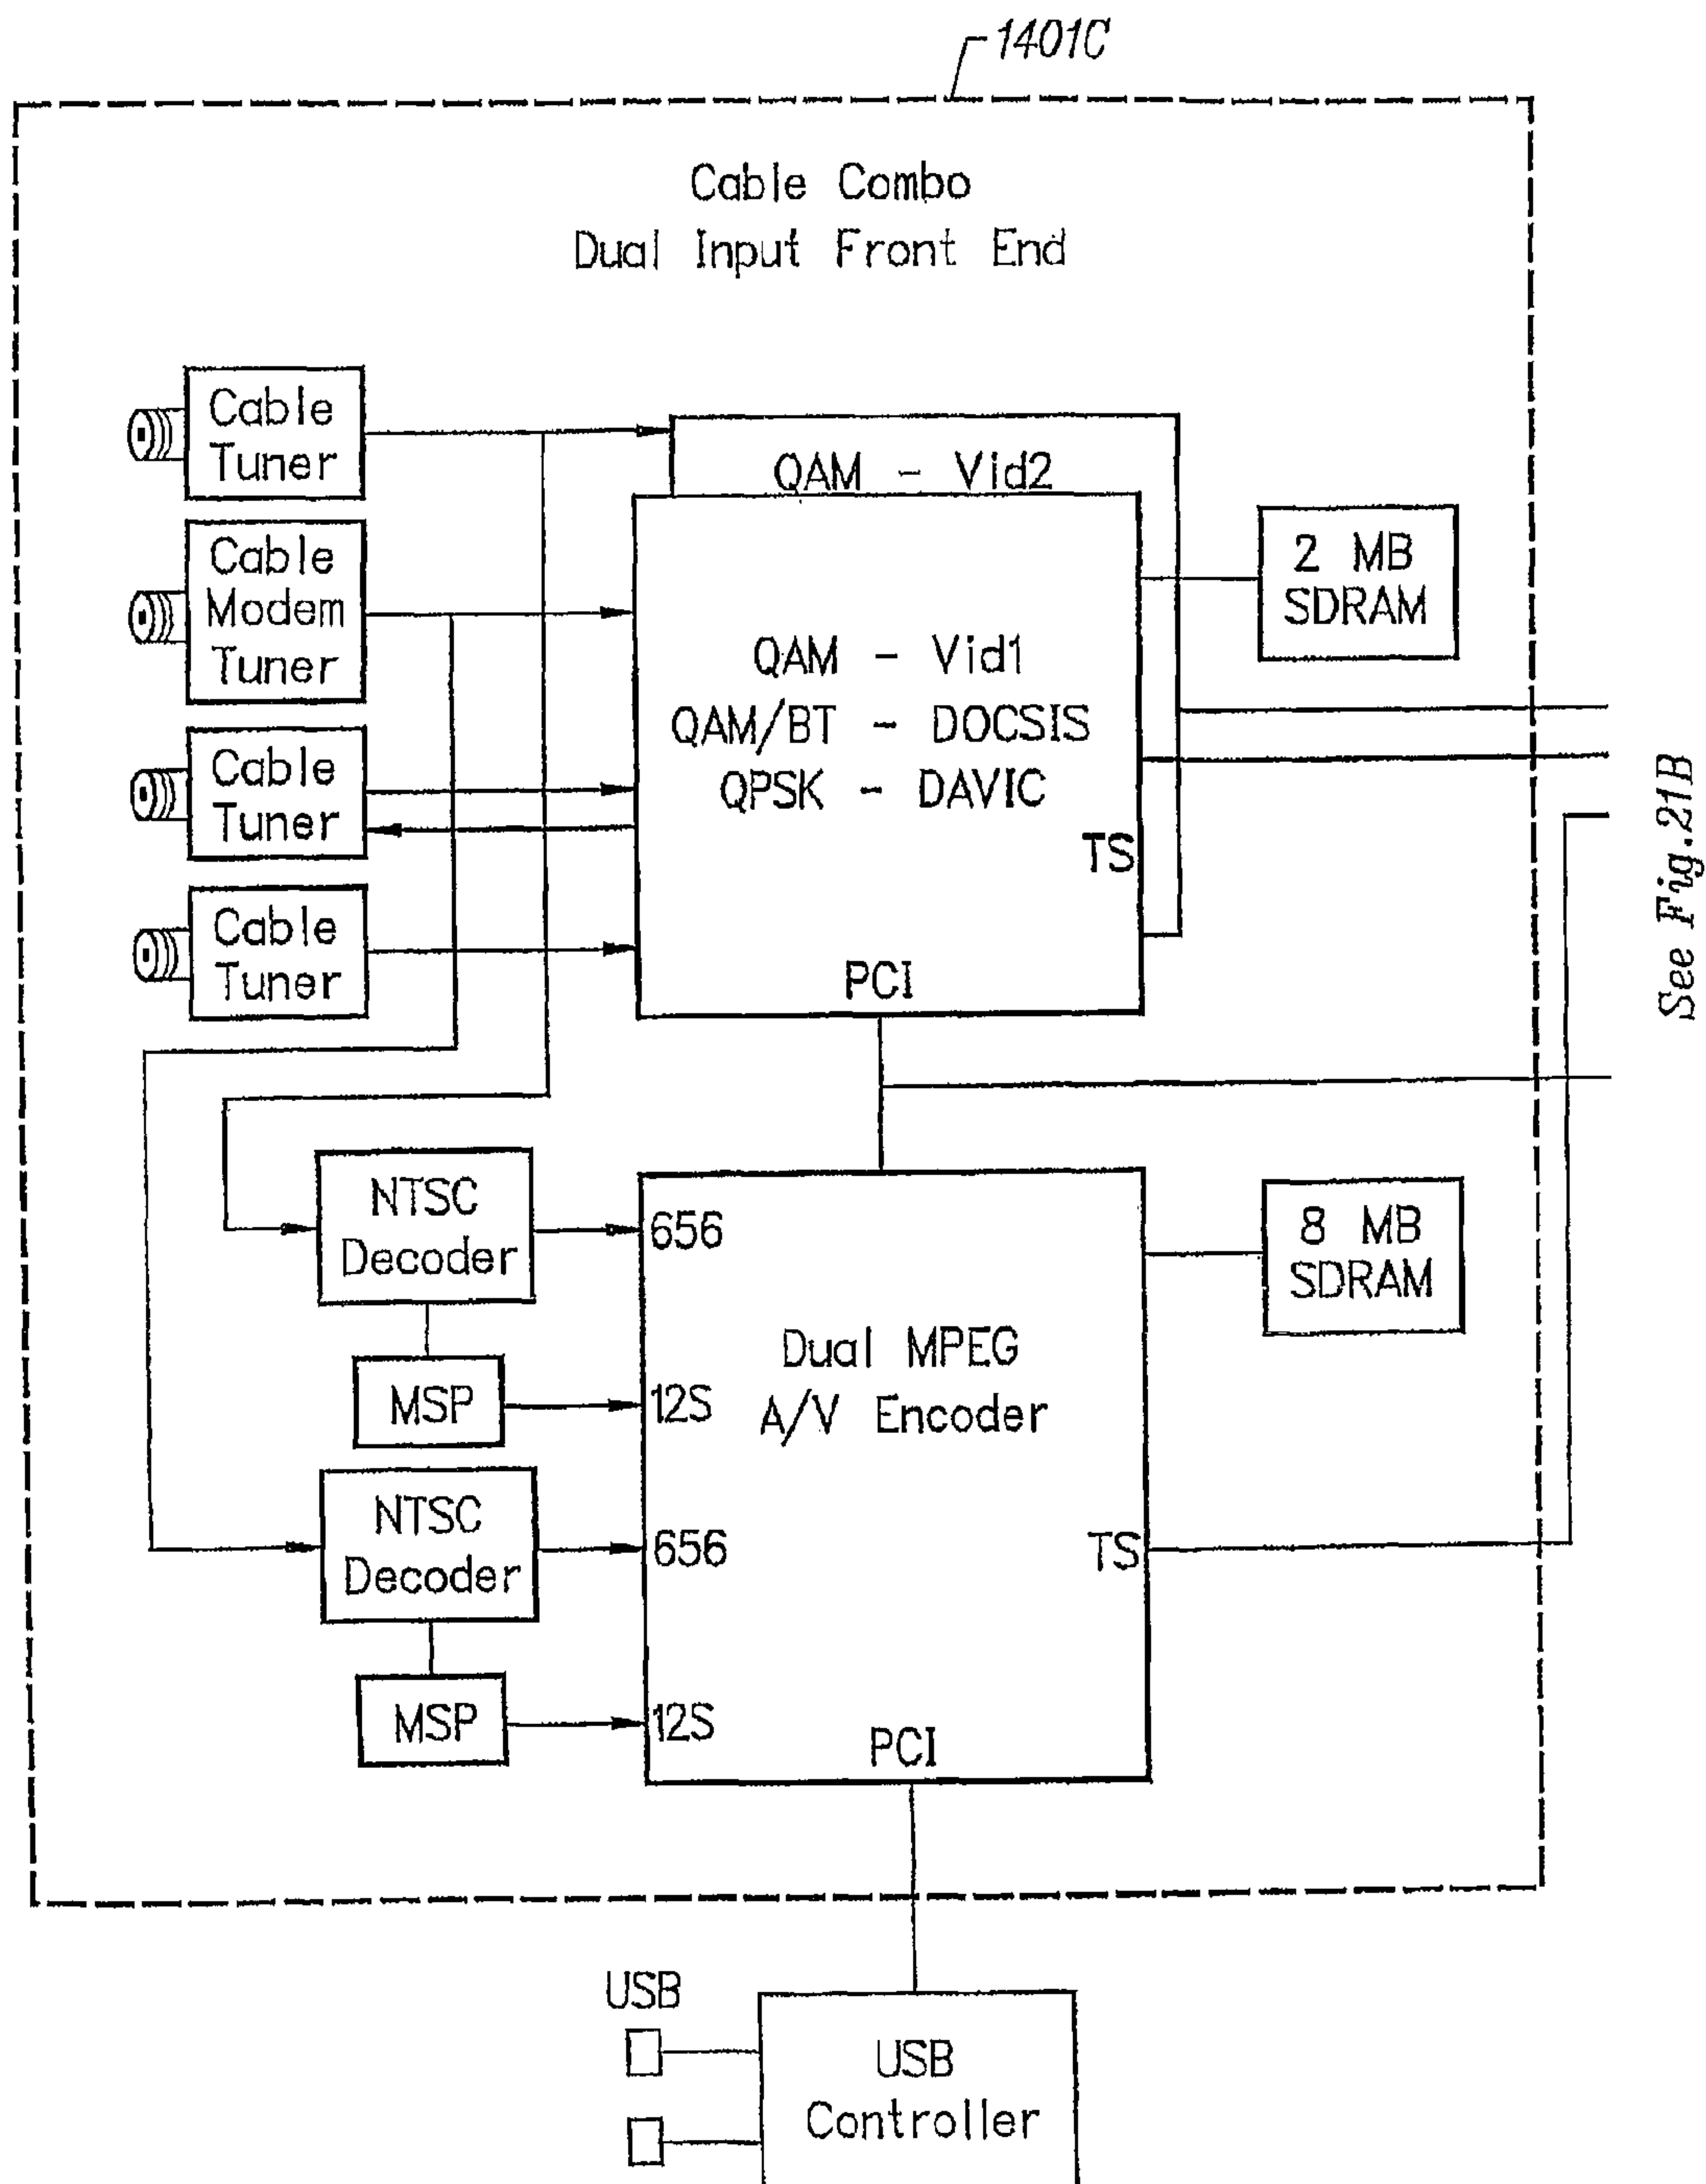 1401C
Cable Combo
Dual Input Front End
Cable
Tuner
QAM - Vid2
Cable
Modem
Tuner
2 MB
SDRAM
QAM - Vid1
QAM/BT - DOCSIS
QPSK - DAVIC
TS
PCI
Cable
Tuner
Cable
Tuner
See Fig.21B
NTSC
Decoder
656
8 MB
SDRAM
Dual MPEG
A/V Encoder
MSP
12S
NTSC
Decoder
656
TS
MSP
12S
PCI
USB
USB
Controller